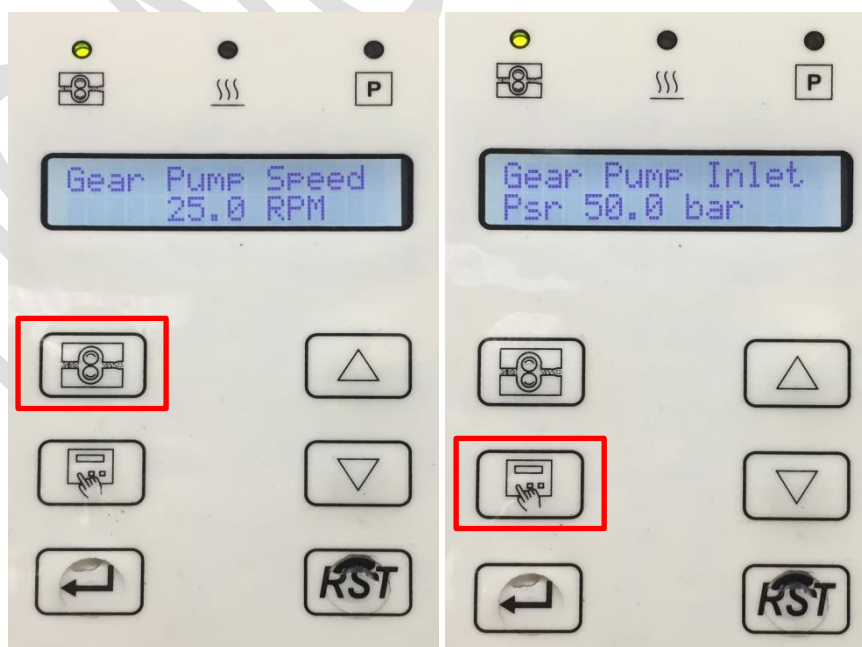 P
Gear Pump Speed
25.0 RPM
RST
P
Gear Pump Inlet
Psr 50.0 bar
RST